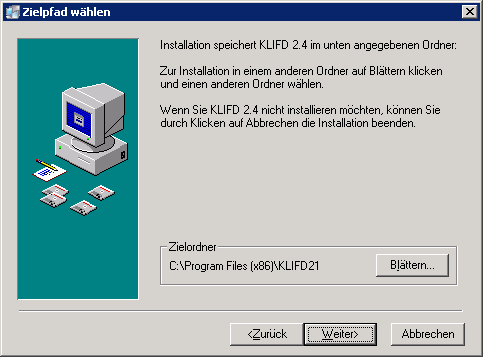 Zielpfad wählen
Installation speichert KLIFD 2.4 im unten angegebenen Ordner:
Zur Installation in einem anderen Ordner auf Blättern klicken
und einen anderen Ordner wählen.
Wenn Sie KLIFD 2.4 nicht installieren möchten, können Sie
durch Klicken auf Abbrechen die Installation beenden.
Zielordner
C:\Program Files (x86)\KLIFD21
Blättern...
<Zurück
Weiter>
Abbrechen